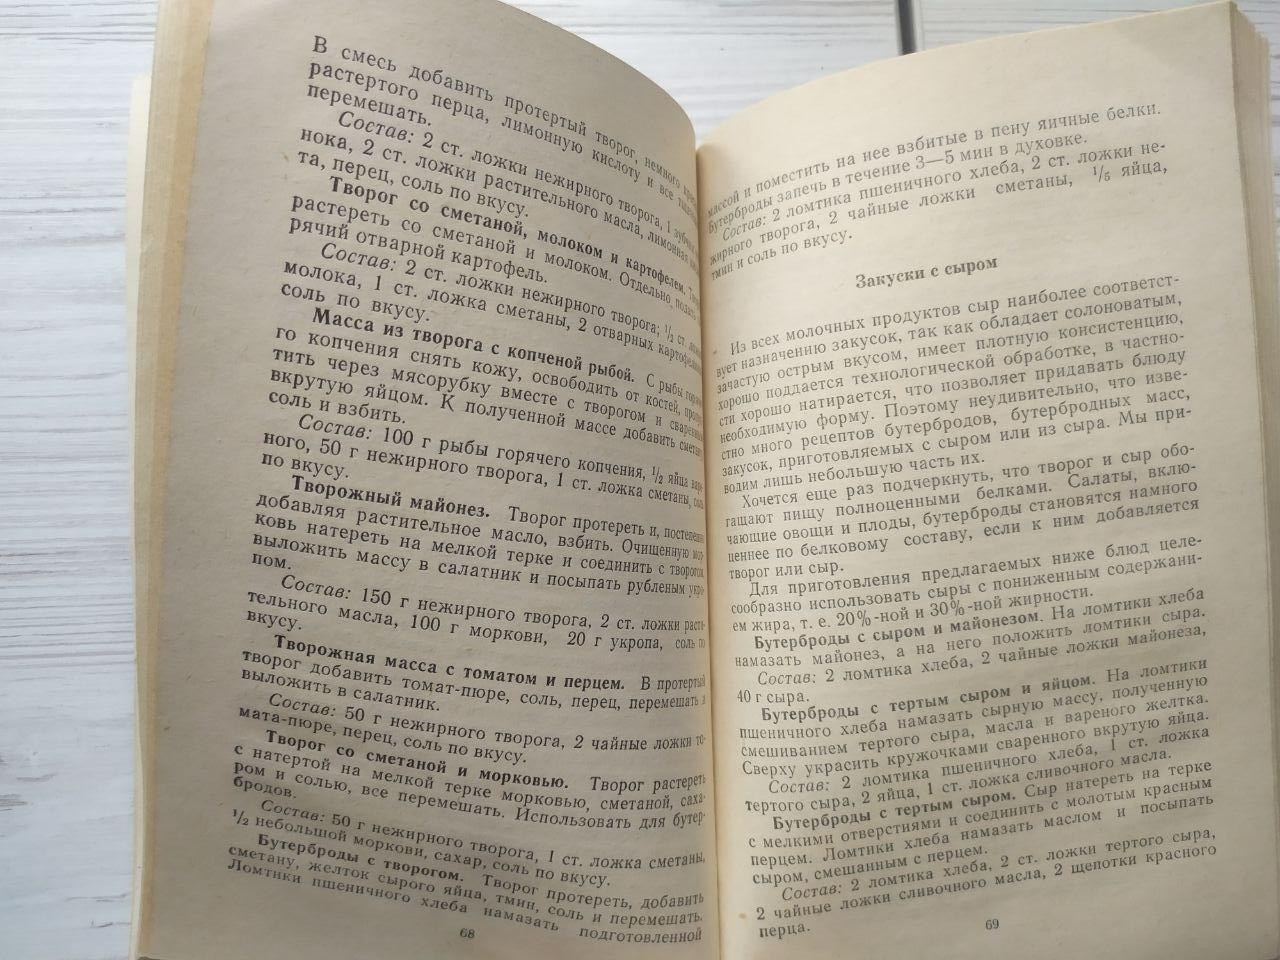 В смесь добавить протертый творог, немного
растертого перца, лимонную кислоту и все
перемешать.
Состав: 2 ст. ложки нежирного творога, 1
нока, 2 ст. ложки растительного масла, лимонная
та, перец, соль по вкусу.
Творог со сметаной, молоком и картофелем.
растереть со сметаной и молоком. Отдельно
рячий отварной картофель.
Состав: 2 ст. ложки нежирного творога; 1/2 ст.
молока, 1 ст. ложка сметаны, 2 отварных
соль по вкусу.
Масса из творога с копченой рыбой. С рыбы
го копчения снять кожу, освободить от костей,
тить через мясорубку вместе с творогом и
вкрутую яйцом. К полученной массе добавить
соль и взбить.
Состав: 100 г рыбы горячего копчения, 1/2 яйца
ного, 50 г нежирного творога, 1 ст. ложка сметаны, соль
по вкусу.
Творожный майонез. Творог протереть и, постепенно
добавляя растительное масло, взбить. Очищенную мор-
ковь натереть на мелкой терке и соединить с творогом,
выложить массу в салатник и посыпать рубленым укро-
пом.
Состав: 150 г нежирного творога, 2 ст. ложки расти-
тельного масла, 100 г моркови, 20 г укропа, соль по
вкусу.
Творожная масса с томатом и перцем. В протертый
творог добавить томат-пюре, соль, перец, перемешать и
выложить в салатник.
Состав: 50 г нежирного творога, 2 чайные ложки то-
мата-пюре, перец, соль по вкусу.
Творог со сметаной и морковью. Творог растереть
с натертой на мелкой терке морковью, сметаной, саха-
ром и солью, все перемешать. Использовать для бутер-
бродов.
Состав: 50 г нежирного творога, 1 ст. ложка сметаны,
1/2 небольшой моркови, сахар, соль по вкусу.
Бутерброды с творогом. Творог протереть, добавить
сметану, желток сырого яйца, тмин, соль и перемешать.
Ломтики пшеничного хлеба намазать подготовленной
68
массой и поместить на нее взбитые в пену яичные белки.
Бутерброды запечь в течение 3—5 мин в духовке.
Состав: 2 ломтика пшеничного хлеба, 2 ст. ложки не-
жирного творога, 2 чайные ложки сметаны, 1/5 яйца,
тмин и соль по вкусу.
Закуски с сыром
Из всех молочных продуктов сыр наиболее соответст-
вует назначению закусок, так как обладает солоноватым,
зачастую острым вкусом, имеет плотную консистенцию,
хорошо поддается технологической обработке, в частно-
сти хорошо натирается, что позволяет придавать блюду
необходимую форму. Поэтому неудивительно, что изве-
стно много рецептов бутербродов, бутербродных масс,
закусок, приготовляемых с сыром или из сыра. Мы при-
водим лишь небольшую часть их.
Хочется еще раз подчеркнуть, что творог и сыр обо-
гащают пищу полноценными белками. Салаты, вклю-
чающие овощи и плоды, бутерброды становятся намного
ценнее по белковому составу, если к ним добавляется
творог или сыр.
Для приготовления предлагаемых ниже блюд целе-
сообразно использовать сыры с пониженным содержани-
ем жира, т. е. 20%-ной и 30%-ной жирности.
Бутерброды с сыром и майонезом. На ломтики хлеба
намазать майонез, а на него положить ломтики сыра.
Состав: 2 ломтика хлеба, 2 чайные ложки майонеза,
40 г сыра.
Бутерброды с тертым сыром и яйцом. На ломтики
пшеничного хлеба намазать сырную массу, полученную
смешиванием тертого сыра, масла и вареного желтка.
Сверху украсить кружочками сваренного вкрутую яйца.
Состав: 2 ломтика пшеничного хлеба, 1 ст. ложка
тертого сыра, 2 яйца, 1 ст. ложка сливочного масла.
Бутерброды с тертым сыром. Сыр натереть на терке
с мелкими отверстиями и соединить с молотым красным
перцем. Ломтики хлеба намазать маслом и посыпать
сыром, смешанным с перцем.
Состав: 2 ломтика хлеба, 2 ст. ложки тертого сыра,
2 чайные ложки сливочного масла, 2 щепотки красного
перца.
69